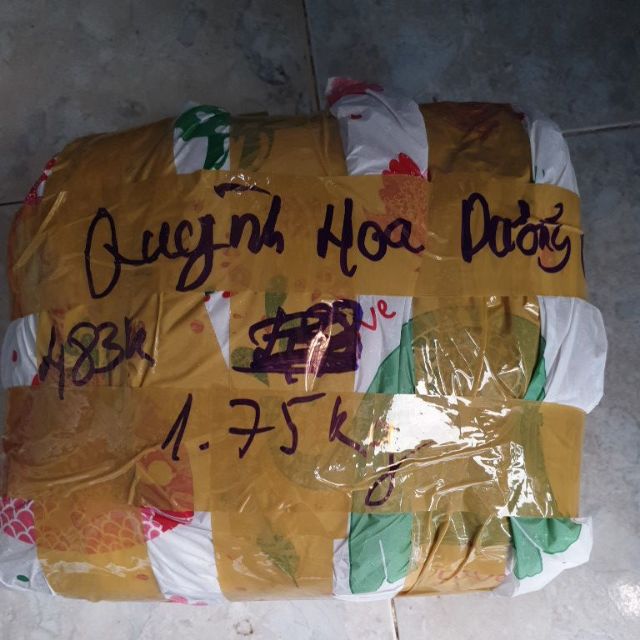 Quỳnh Hoa Dưỡng
483k
1.75kg